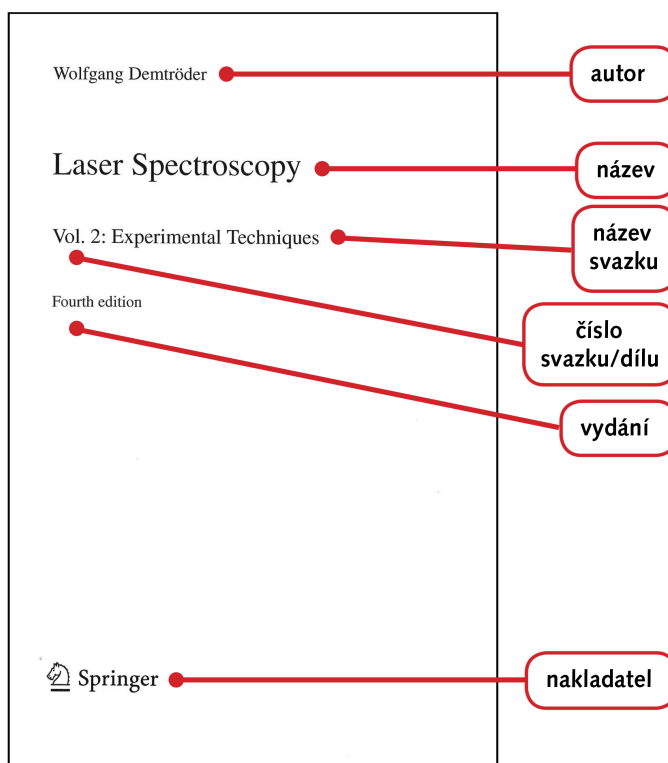 Wolfgang Demtröder
autor
Laser Spectroscopy
název
Vol. 2: Experimental Techniques
název
svazku
Fourth edition
číslo
svazku/dílu
vydání
Springer
nakladatel